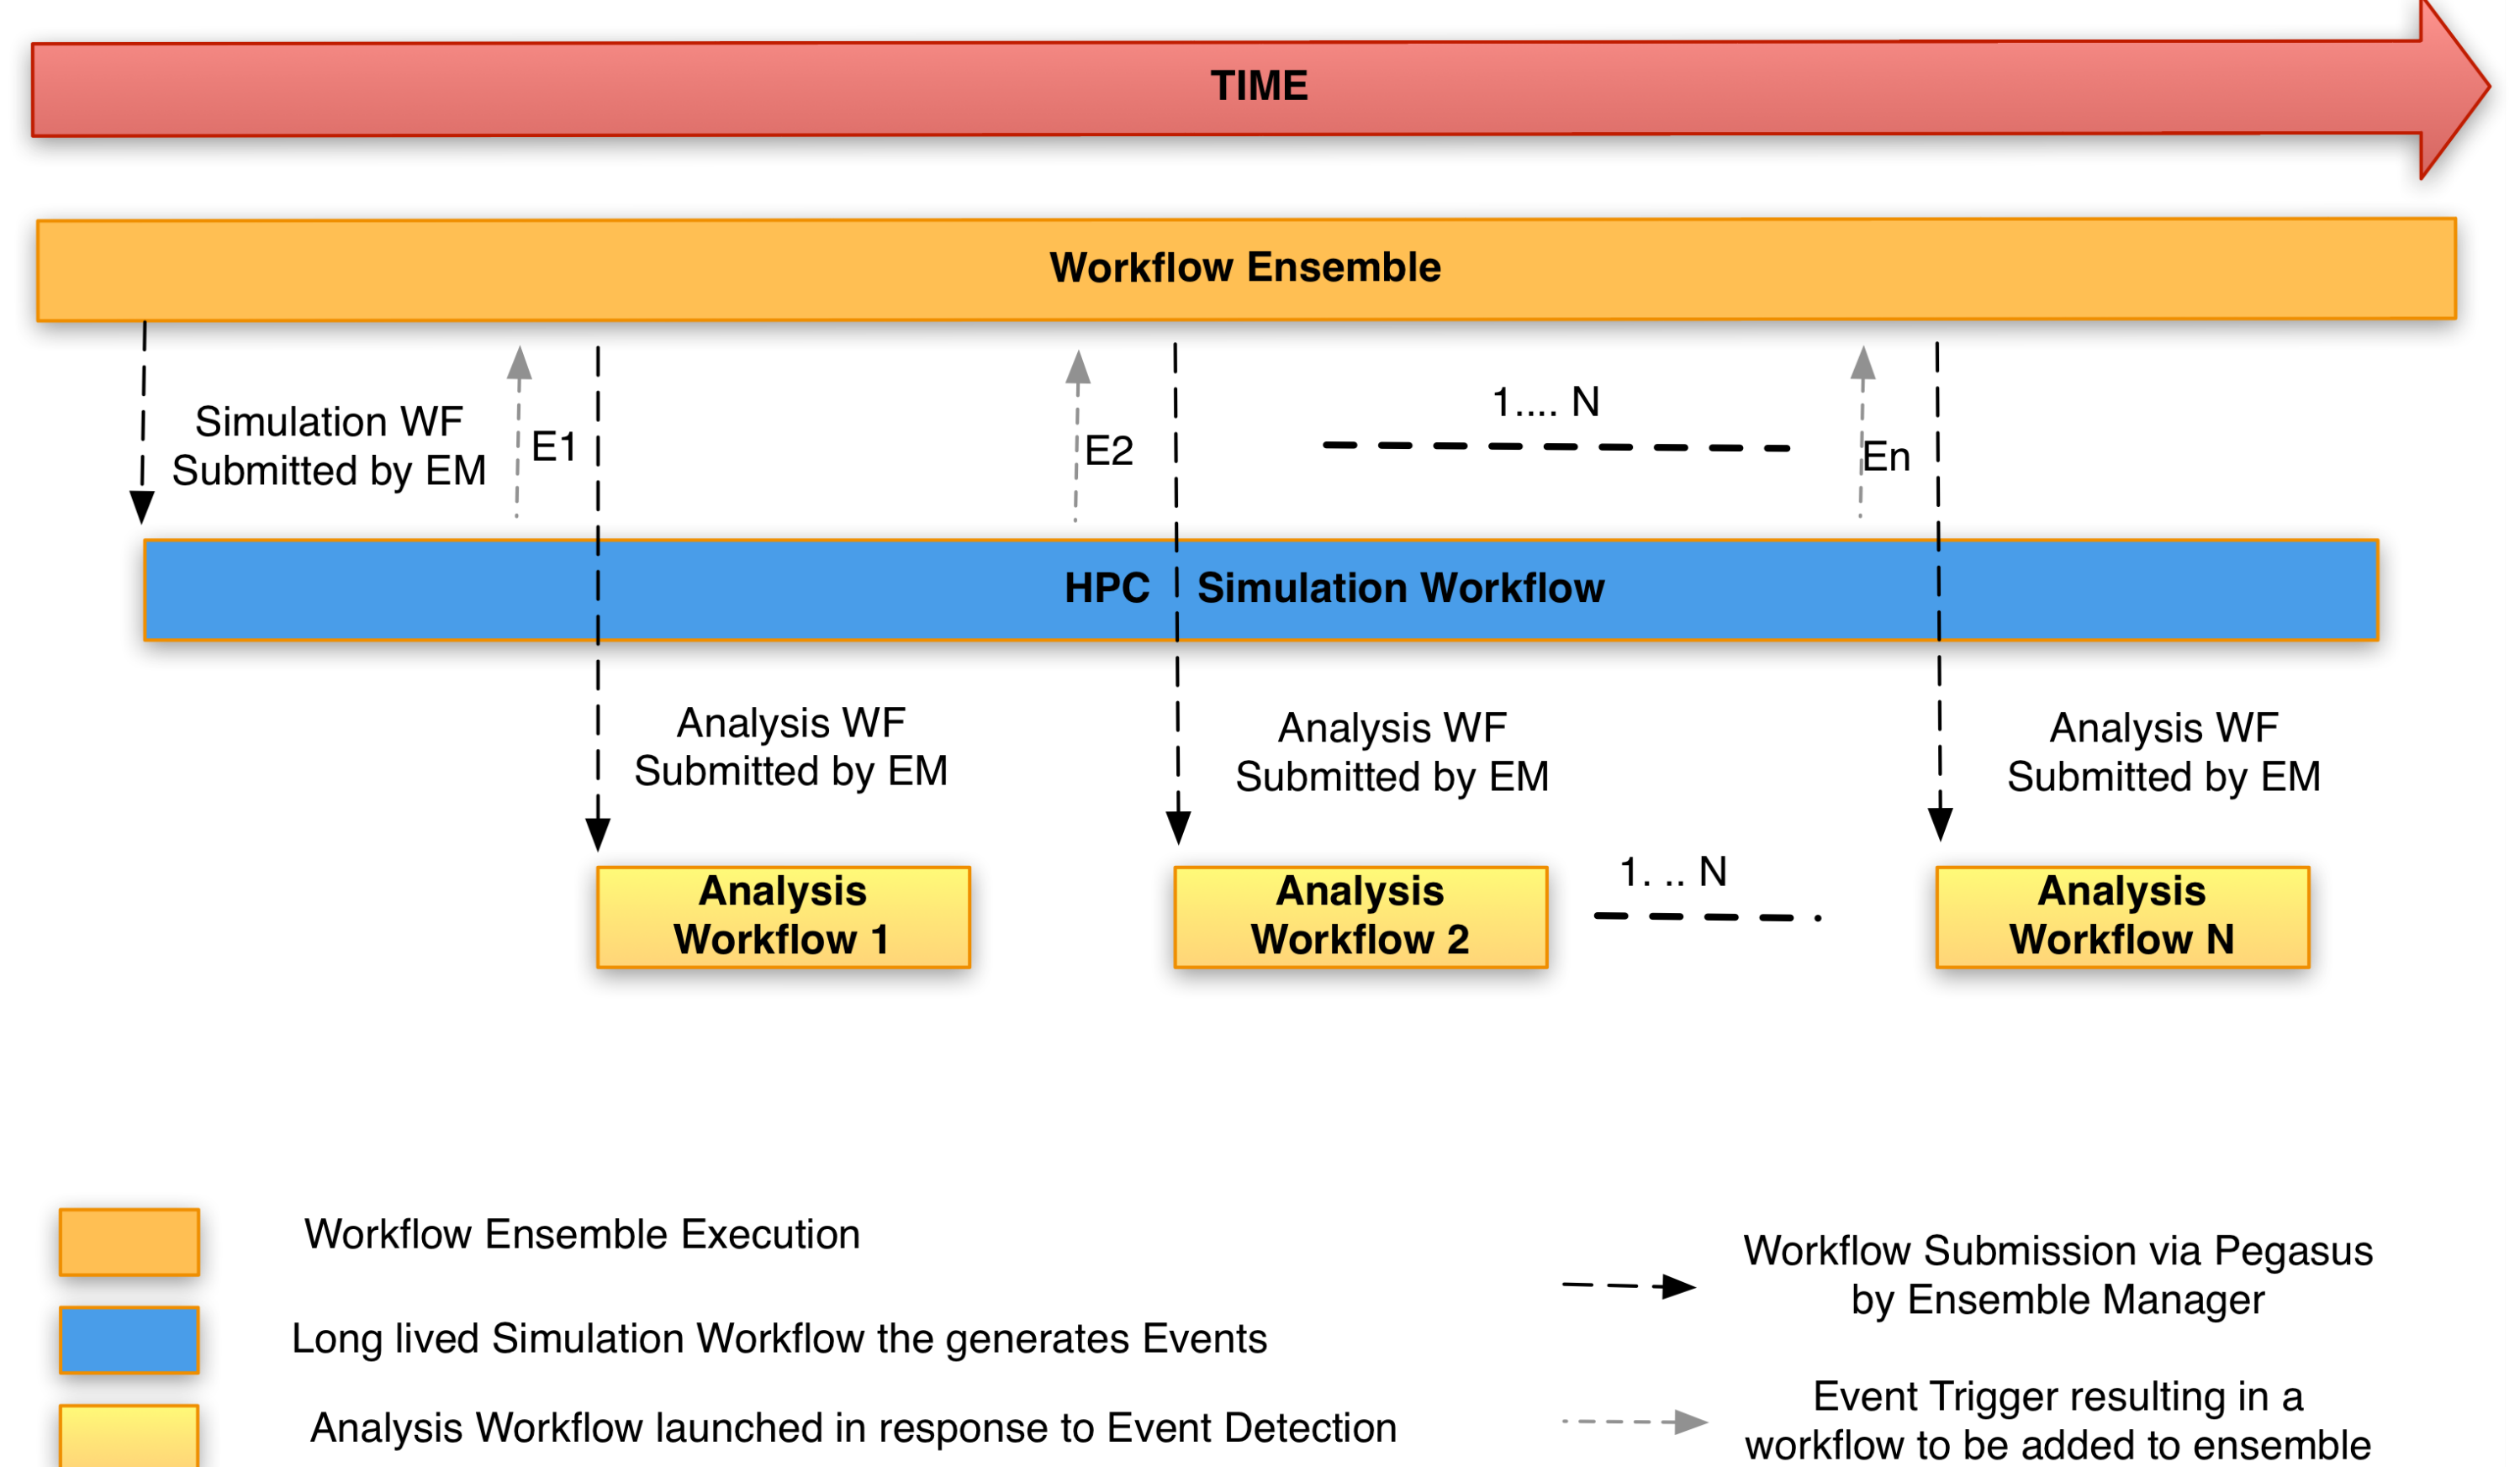 TIME
Workflow Ensemble
1.... N
Simulation WF
Submitted by EM
E1
E2
En
HPC Simulation Workflow
Analysis WF
Submitted by EM
Analysis WF
Submitted by EM
Analysis WF
Submitted by EM
1. .. N
Analysis
Workflow 1
Analysis
Workflow 2
Analysis
Workflow N
Workflow Ensemble Execution
Long lived Simulation Workflow the generates Events
Analysis Workflow launched in response to Event Detection
Workflow Submission via Pegasus
by Ensemble Manager
Event Trigger resulting in a
workflow to be added to ensemble